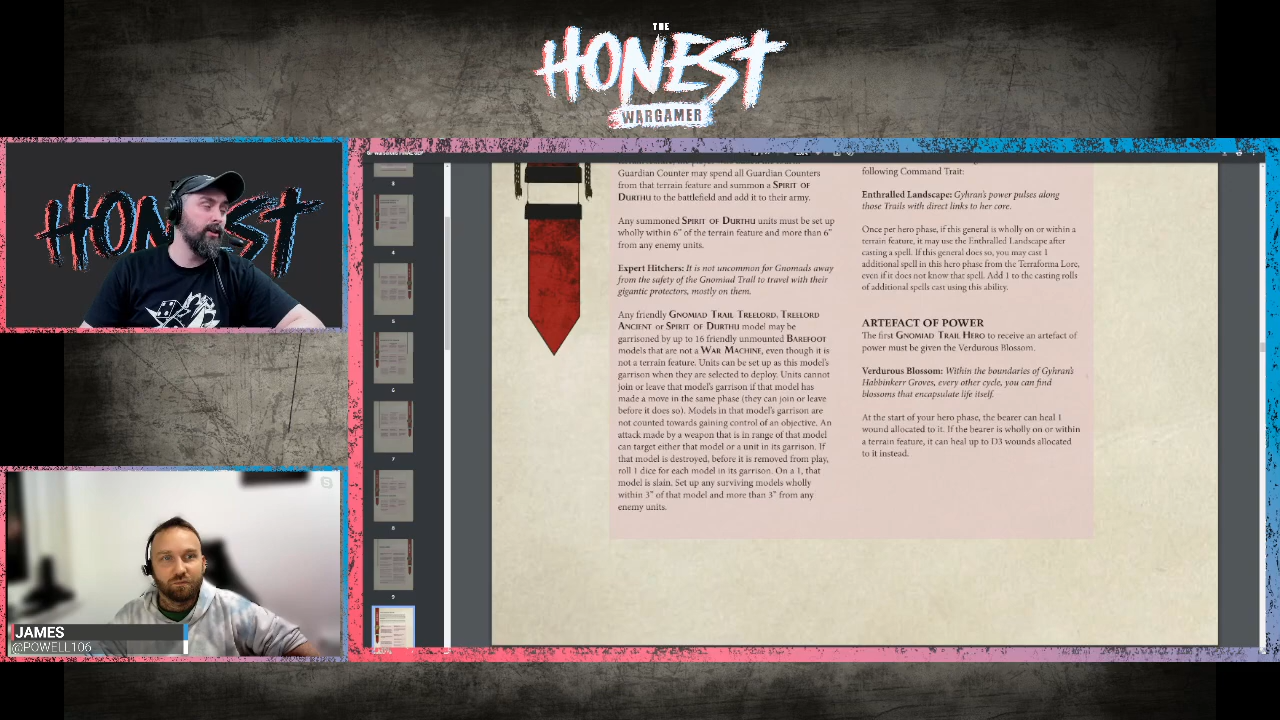 THE
HONEST
WARGAMER
HONEST
JAMES
@POWELL106
3
4
5
6
7
8
9
Guardian Counter may spend all Guardian Counters
from that terrain feature and summon a SPIRIT OF
DURTHU to the battlefield and add it to their army.
Any summoned SPIRIT OF DURTHU units must be set up
wholly within 6" of the terrain feature and more than 6"
from any enemy units.
Expert Hitchers: It is not uncommon for Gnomads away
from the safety of the Gnomiad Trail to travel with their
gigantic protectors, mostly on them.
Any friendly GNOMIAD TRAIL TREELORD, TREELORD
ANCIENT or SPIRIT OF DURTHU model may be
garrisoned by up to 16 friendly unmounted BAREFOOT
models that are not a WAR MACHINE, even though it is
not a terrain feature. Units can be set up as this model's
garrison when they are selected to deploy. Units cannot
join or leave that model's garrison if that model has
made a move in the same phase (they can join or leave
before it does so). Models in that model's garrison are
not counted towards gaining control of an objective. An
attack made by a weapon that is in range of that model
can target either that model or a unit in its garrison. If
that model is destroyed, before it is removed from play,
roll 1 dice for each model in its garrison. On a 1, that
model is slain. Set up any surviving models wholly
within 3" of that model and more than 3" from any
enemy units.
following Command Trait:
Enthralled Landscape: Gyhran's power pulses along
those Trails with direct links to her core.
Once per hero phase, if this general is wholly on or within a
terrain feature, it may use the Enthralled Landscape after
casting a spell. If this general does so, you may cast 1
additional spell in this hero phase from the Terraforma Lore,
even if it does not know that spell. Add 1 to the casting rolls
of additional spells cast using this ability.
ARTEFACT OF POWER
The first GNOMIAD TRAIL HERO to receive an artefact of
power must be given the Verdurous Blossom.
Verdurous Blossom: Within the boundaries of Gyhran's
Habbinkerr Groves, every other cycle, you can find
blossoms that encapsulate life itself.
At the start of your hero phase, the bearer can heal 1
wound allocated to it. If the bearer is wholly on or within
a terrain feature, it can heal up to D3 wounds allocated
to it instead.